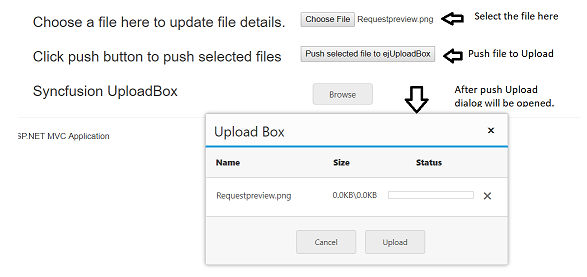 Choose a file here to update file details.
Choose File Requestpreview.png
Select the file here
Click push button to push selected files
Push selected file to ejUploadBox
Push file to Upload
Syncfusion UploadBox
Browse
After push Upload
dialog will be opened.
SP.NET MVC Application
Upload Box ×
Name Size Status
Requestpreview.png 0.0KB\0.0KB
Cancel Upload